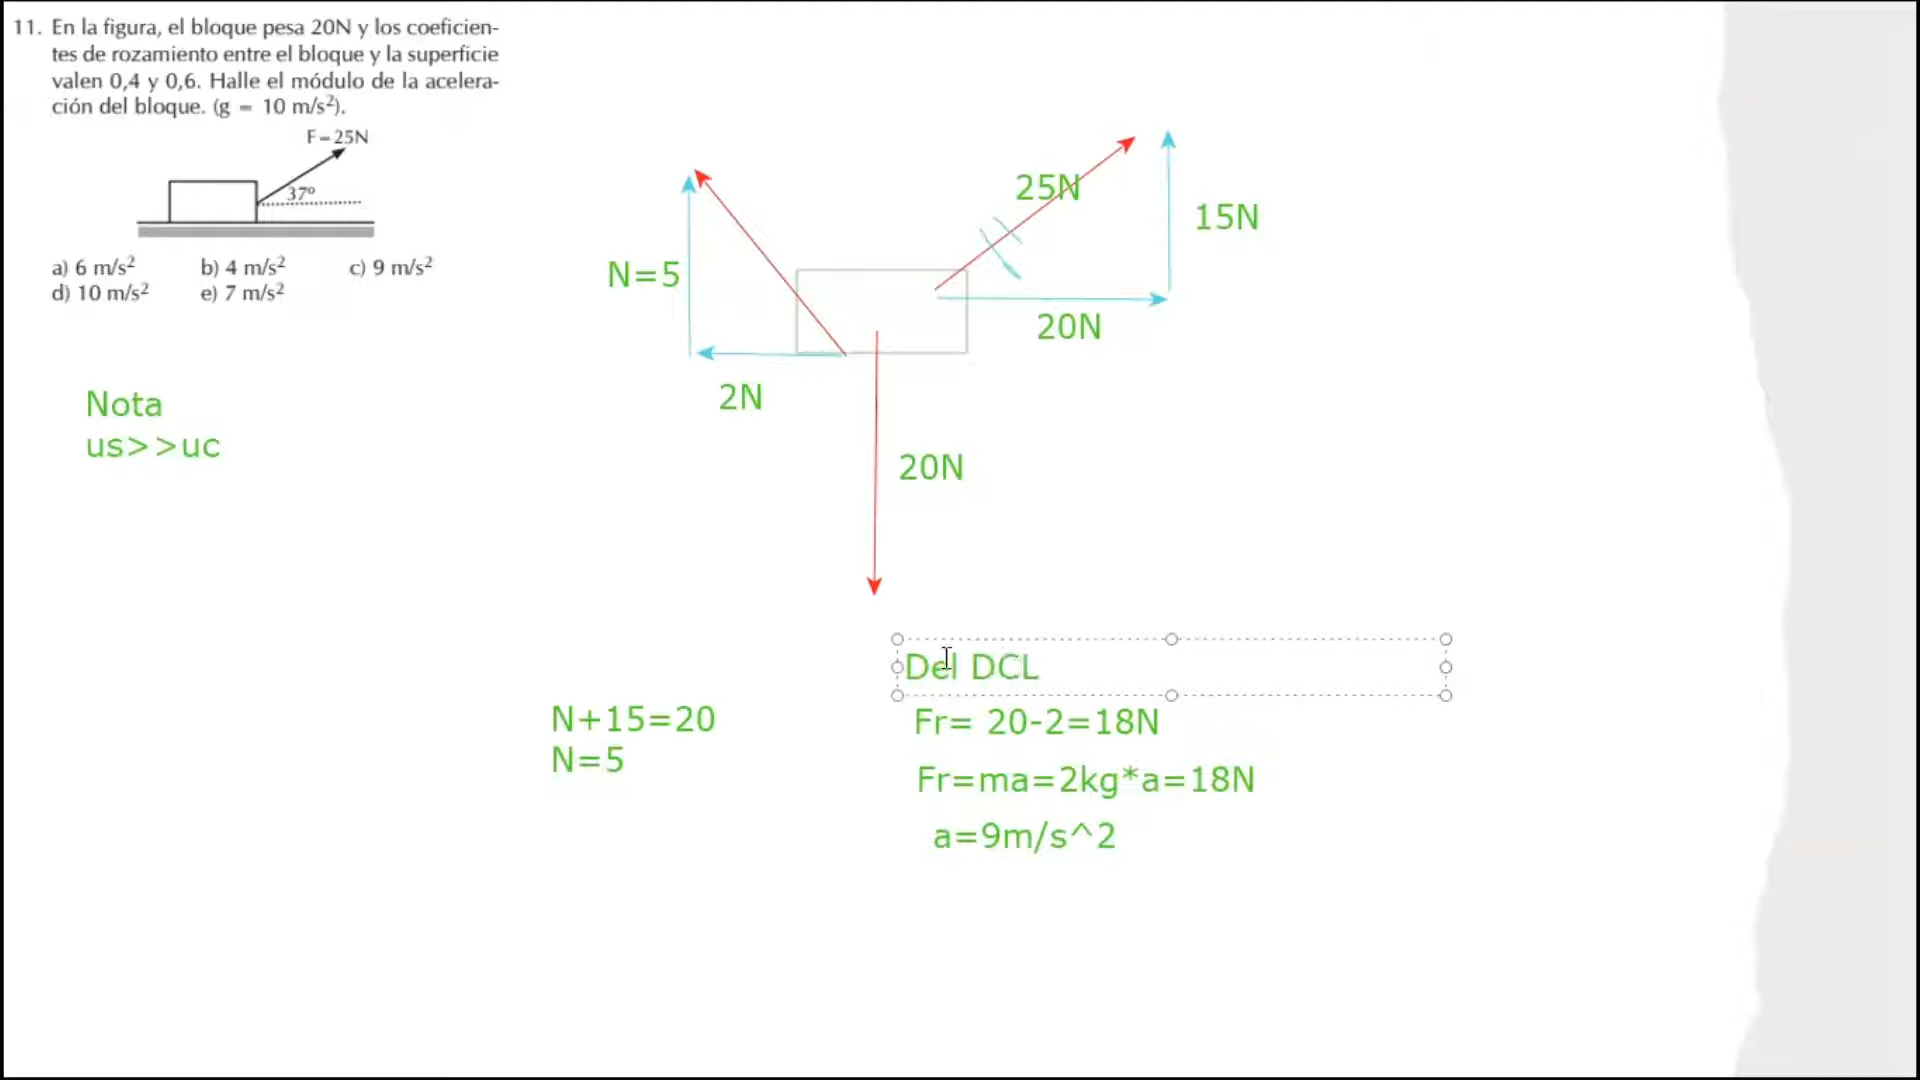 11. En la figura, el bloque pesa 20N y los coeficien-
tes de rozamiento entre el bloque y la superficie
valen 0,4 y 0,6. Halle el módulo de la acelera-
ción del bloque. (g = 10 m/s²).
F=25N
37º
a) 6 m/s² b) 4 m/s² c) 9 m/s²
d) 10 m/s² e) 7 m/s²
25N
15N
N=5
20N
2N
Nota
us>>uc
20N
Del DCL
N+15=20
N=5
Fr= 20-2=18N
Fr=ma=2kg*a=18N
a=9m/s^2